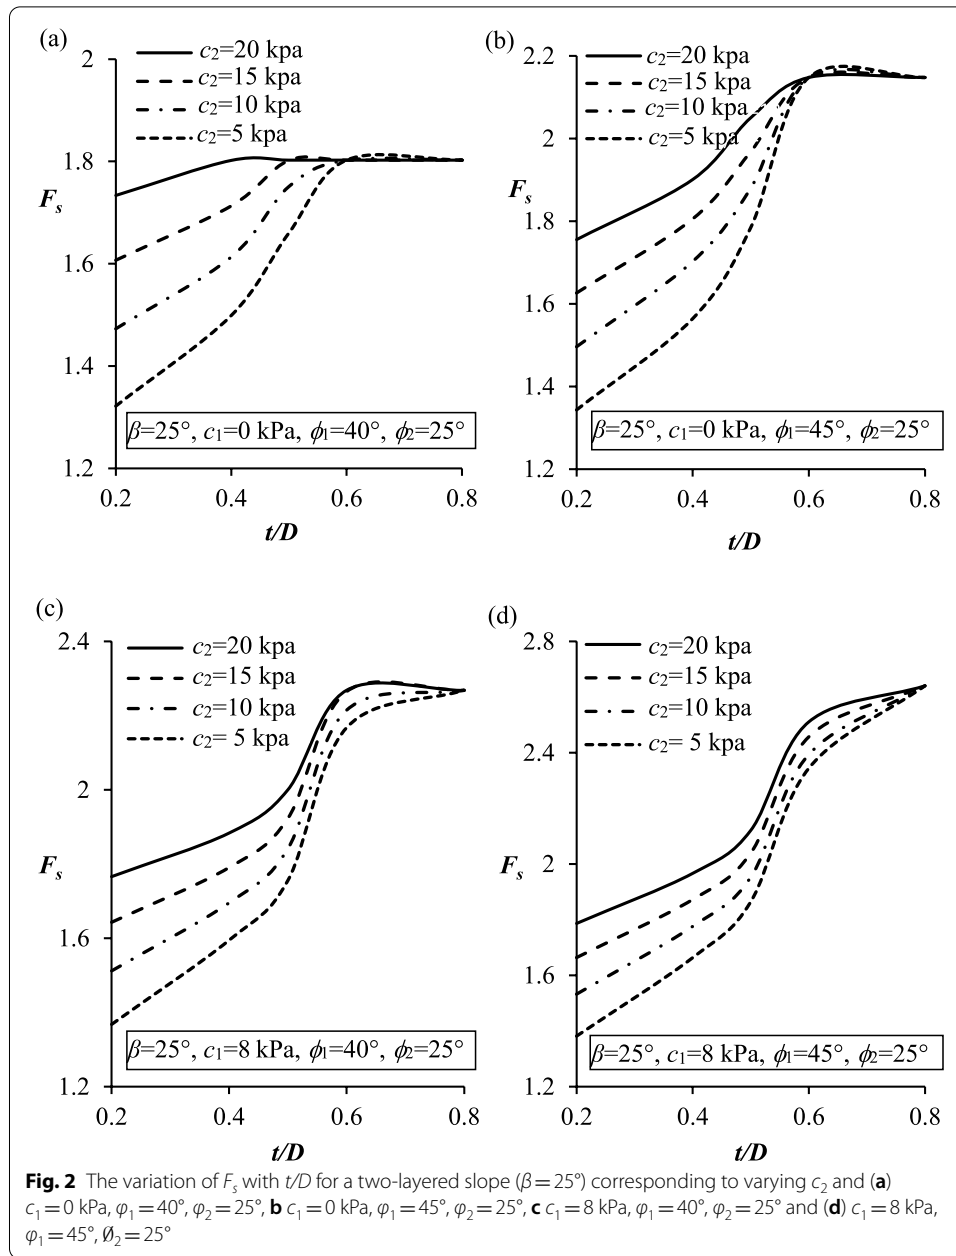 (a)
c₂=20 kpa
c₂=15 kpa
c₂=10 kpa
c₂=5 kpa
2
1.8
1.6
1.4
1.2
Fₛ
β=25°, c₁=0 kPa, ϕ₁=40°, ϕ₂=25°
0.2 0.4 0.6 0.8
t/D
(b)
c₂=20 kpa
c₂=15 kpa
c₂=10 kpa
c₂=5 kpa
2.2
2
1.8
1.6
1.4
1.2
Fₛ
β=25°, c₁=0 kPa, ϕ₁=45°, ϕ₂=25°
0.2 0.4 0.6 0.8
t/D
(c)
c₂=20 kpa
c₂=15 kpa
c₂=10 kpa
c₂= 5 kpa
2.4
2
1.6
1.2
Fₛ
β=25°, c₁=8 kPa, ϕ₁=40°, ϕ₂=25°
0.2 0.4 0.6 0.8
t/D
(d)
c₂=20 kpa
c₂=15 kpa
c₂=10 kpa
c₂= 5 kpa
2.8
2.4
2
1.6
1.2
Fₛ
β=25°, c₁=8 kPa, ϕ₁=45°, ϕ₂=25°
0.2 0.4 0.6 0.8
t/D
Fig. 2 The variation of Fₛ with t/D for a two-layered slope (β=25°) corresponding to varying c₂ and (a)
c₁=0 kPa, φ₁=40°, φ₂=25°, b c₁=0 kPa, φ₁=45°, φ₂=25°, c c₁=8 kPa, φ₁=40°, φ₂=25° and (d) c₁=8 kPa,
φ₁=45°, Ø₂=25°